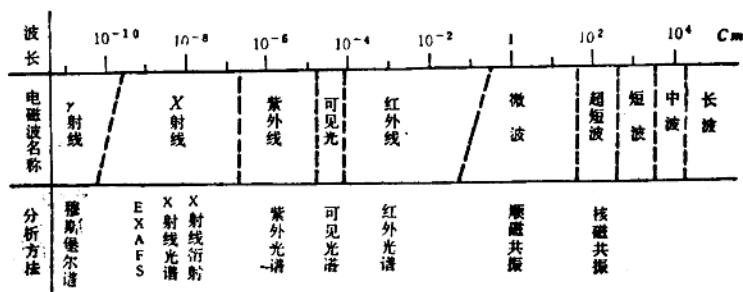 波长 10⁻¹⁰ 10⁻⁸ 10⁻⁶ 10⁻⁴ 10⁻² 1 10² 10⁴ Cm
电磁波名称 γ射线 X射线 紫外线 可见光 红外线 微波 超短波 短波 中波 长波
分析方法 穆斯堡尔谱 EXAFS X射线光谱 X射线衍射 紫外光谱 可见光谱 红外光谱 顺磁共振 核磁共振